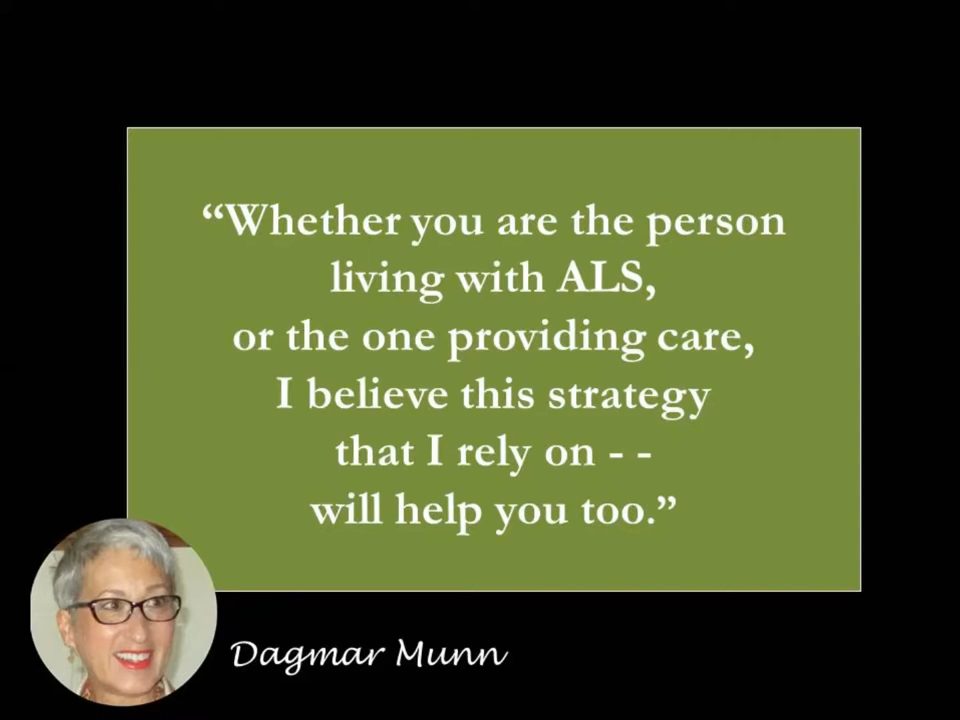 “Whether you are the person
living with ALS,
or the one providing care,
I believe this strategy
that I rely on - -
will help you too.”
Dagmar Munn